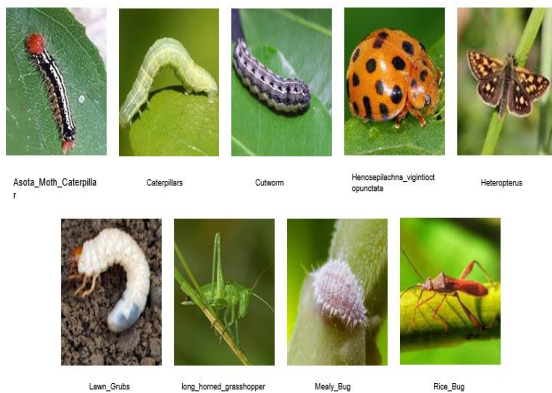 Asota_Moth_Caterpilla
r
Caterpillars
Cutworm
Henosepilachna_vigintioct
opunctata
Heteropterus
Lawn_Grubs
long_horned_grasshopper
Mealy_Bug
Rice_Bug